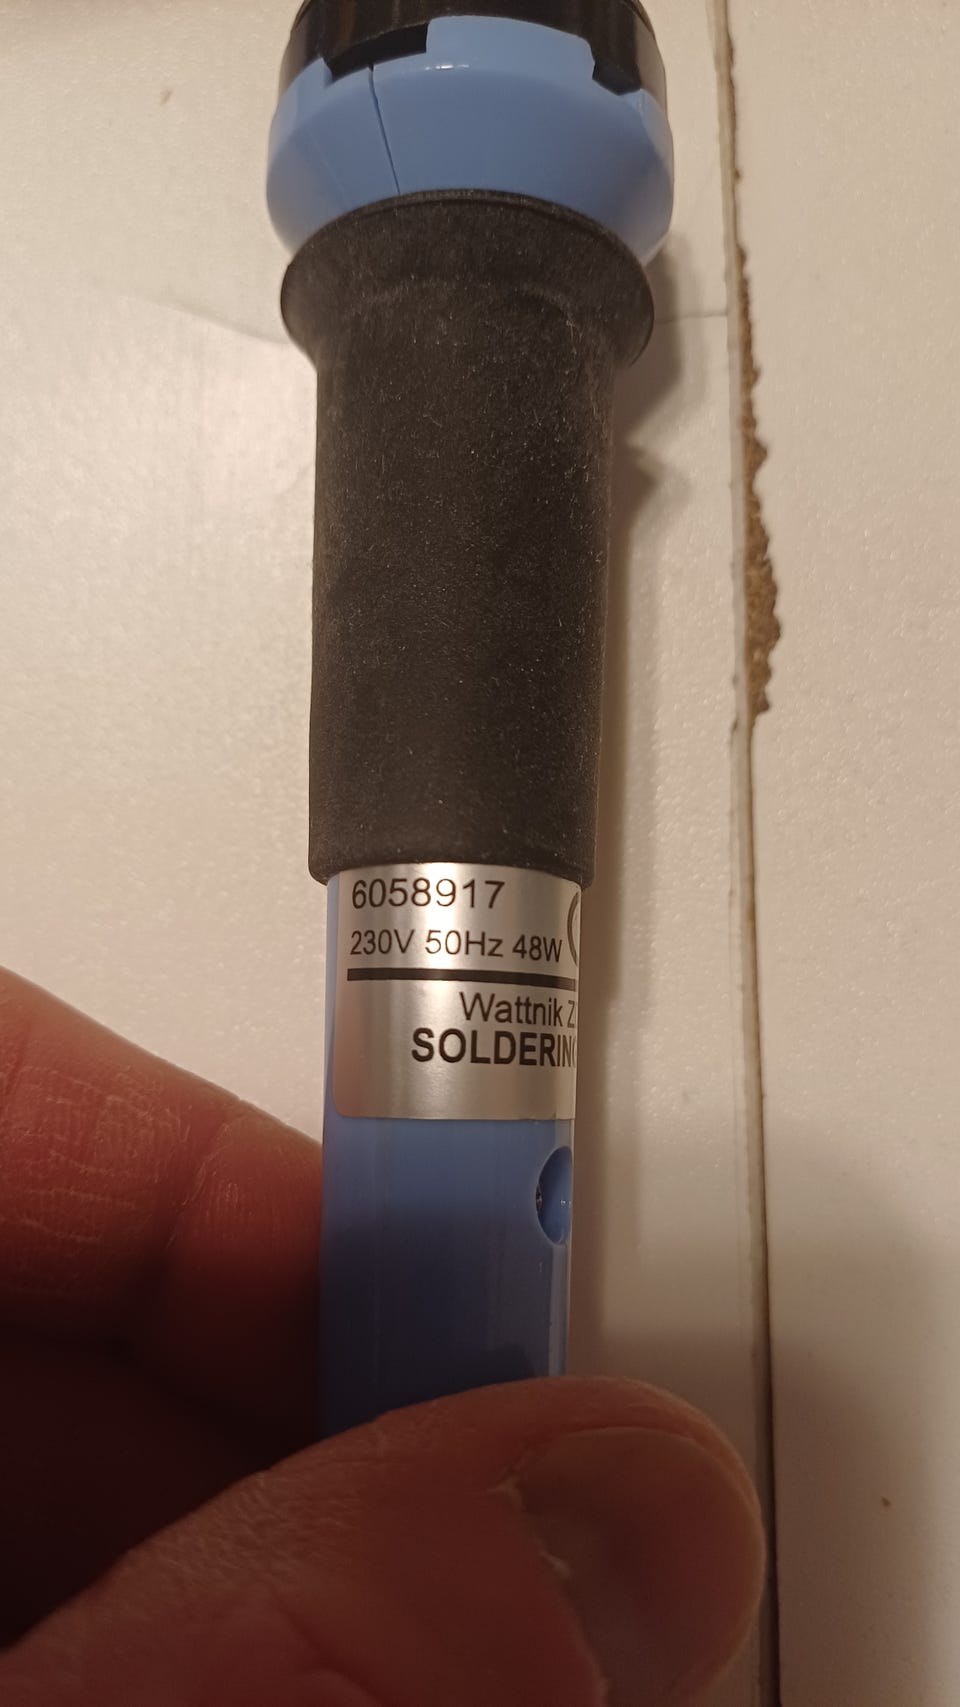 6058917
230V 50Hz 48W
Wattnik
SOLDERING